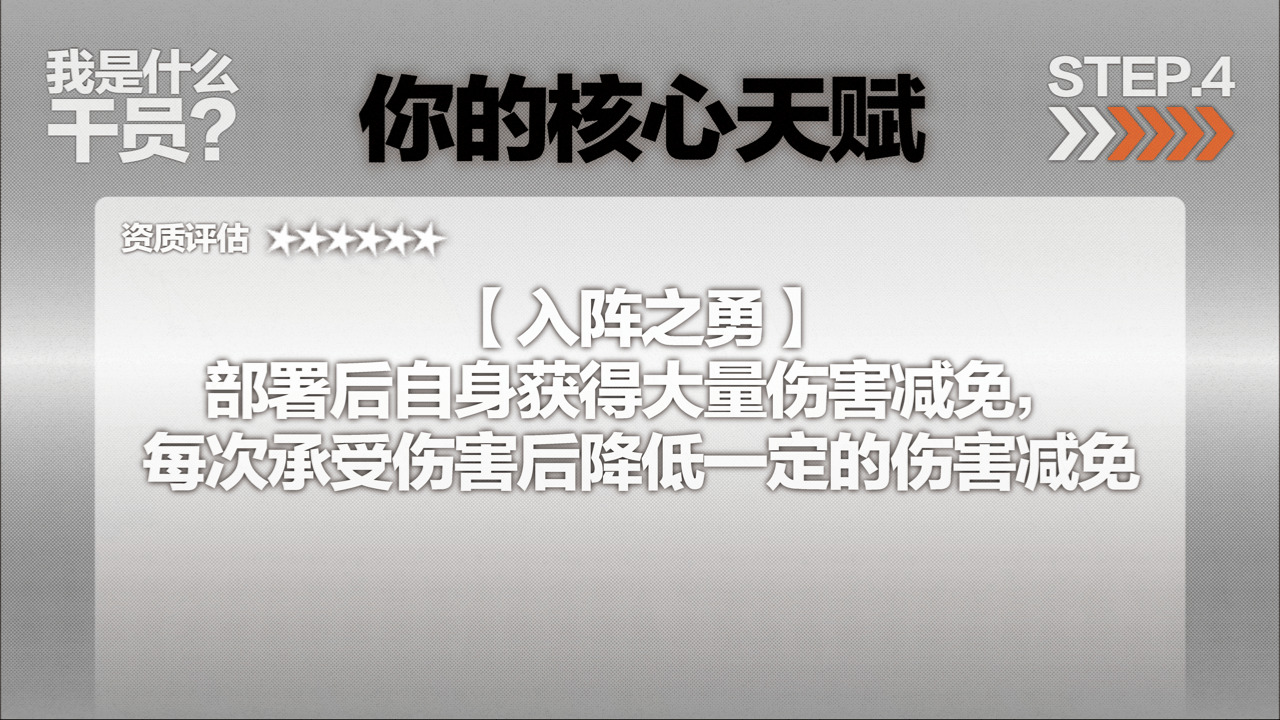 我是什么
干员?
你的核心天赋
STEP.4
资质评估 ★★★★★★
【入阵之勇】
部署后自身获得大量伤害减免，
每次承受伤害后降低一定的伤害减免